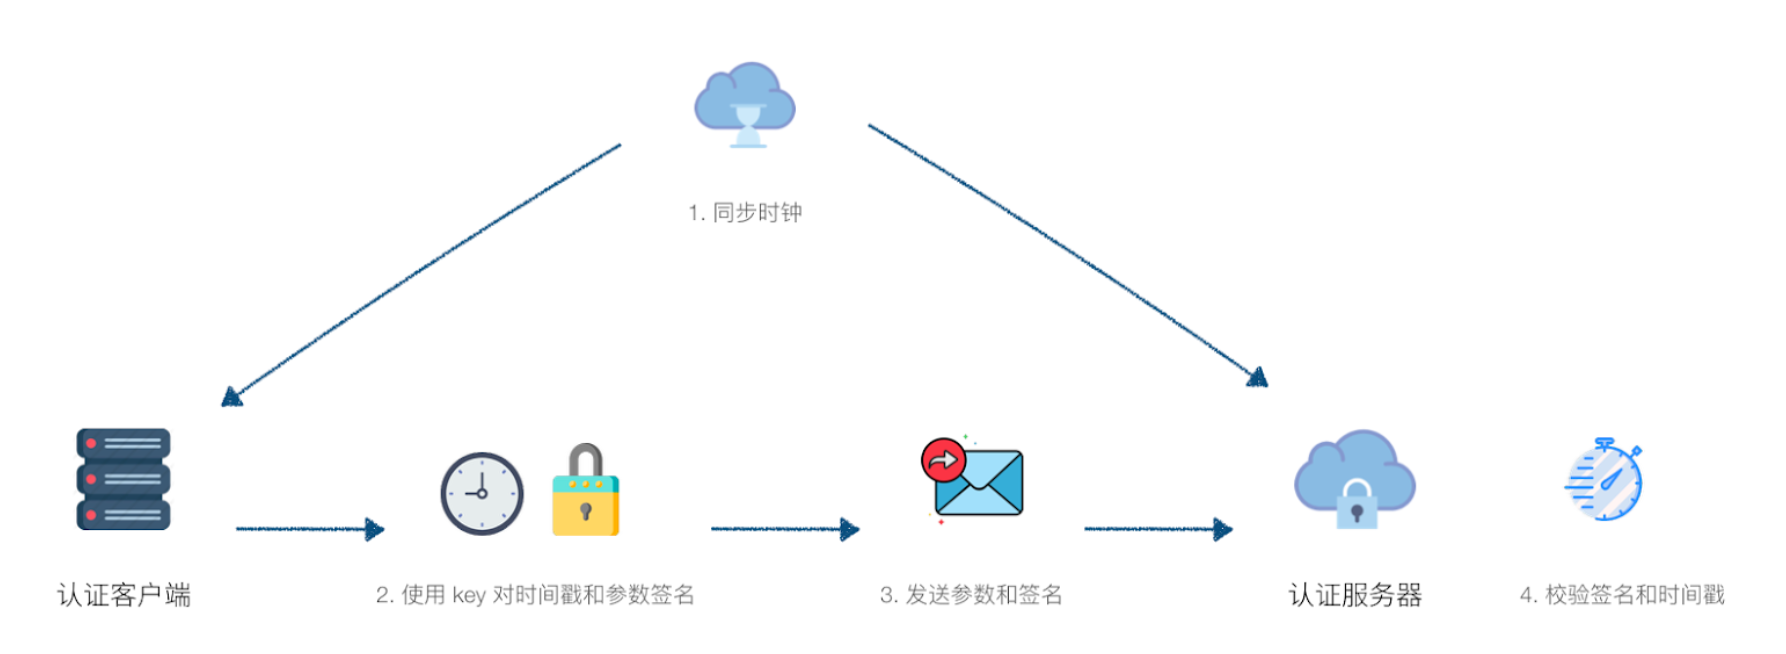 1. 同步时钟
认证客户端
2. 使用 key 对时间戳和参数签名
3. 发送参数和签名
认证服务器
4. 校验签名和时间戳